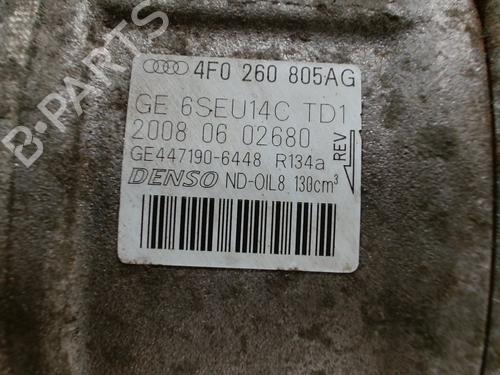 4F0 260 805AG
GE 6SEU14C TD1
2008 06 02680
GE447190-6448 R134a
DENSO ND-OIL8 130cm³
REV
B-PARTS